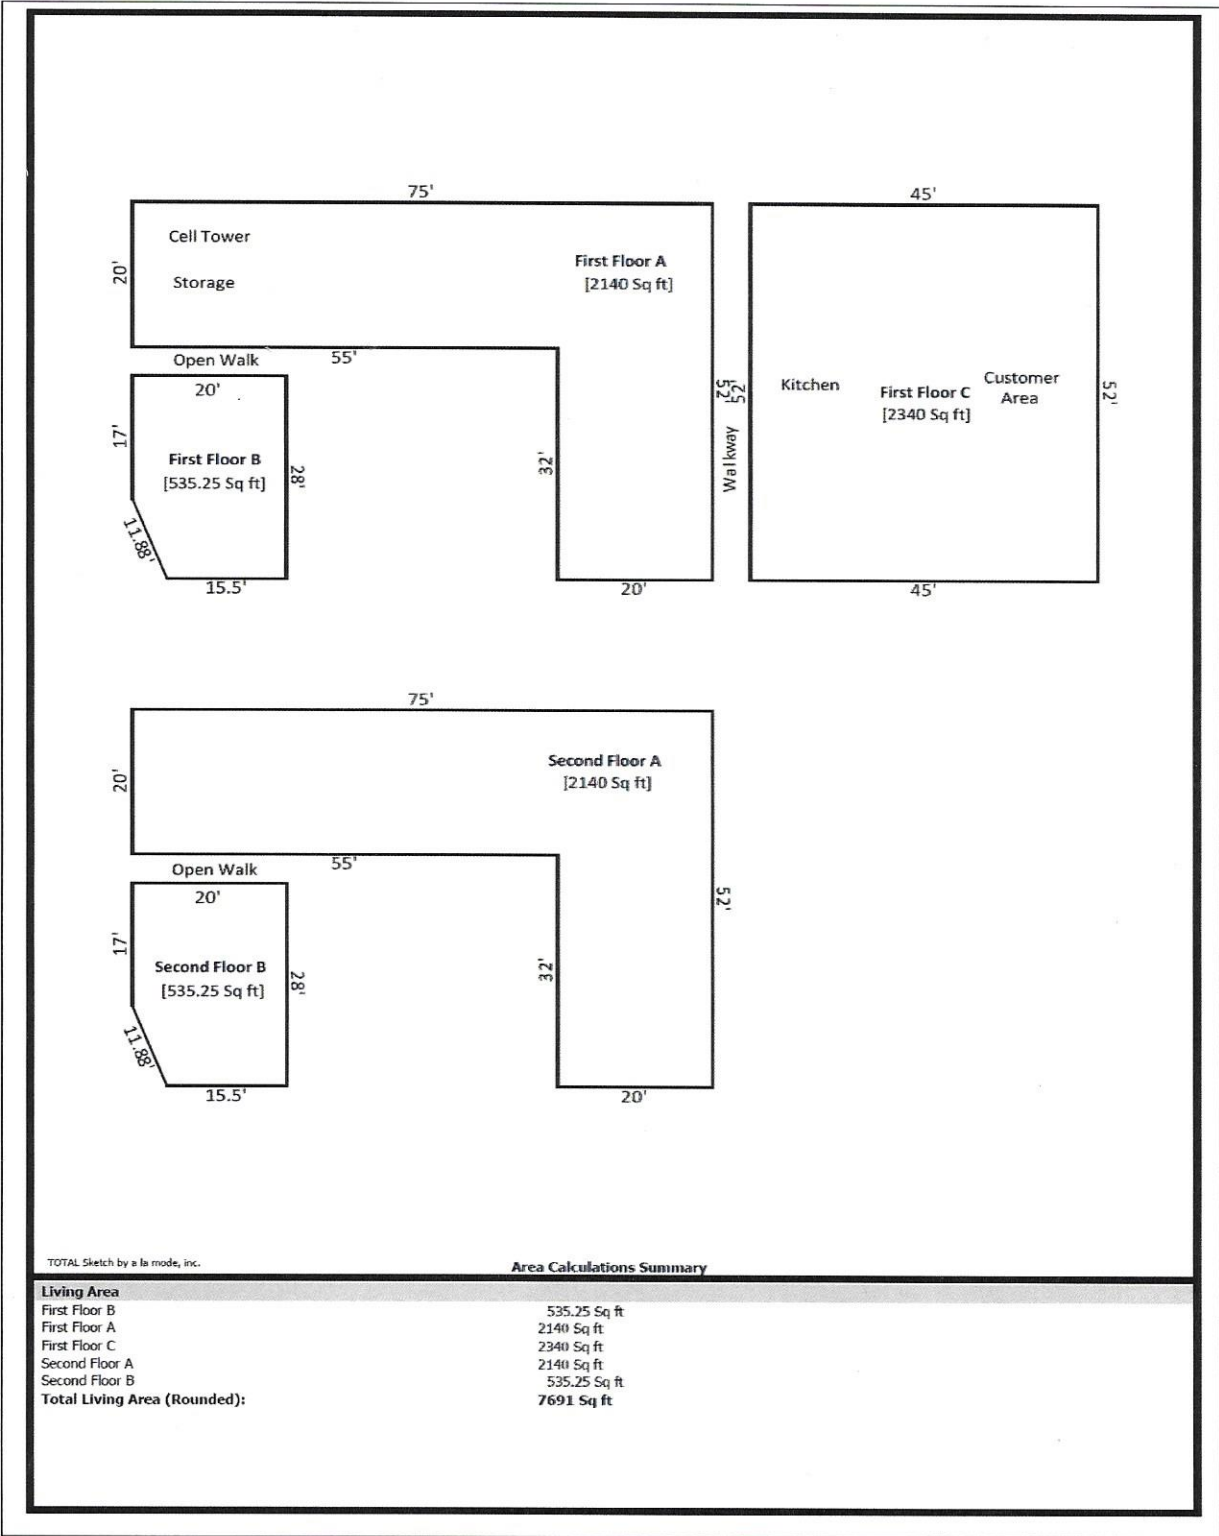 75'
45'
Cell Tower
20'
Storage
First Floor A
[2140 Sq ft]
Open Walk
55'
20'
17'
First Floor B
[535.25 Sq ft]
28'
11.88'
15.5'
32'
20'
52'
52'
Walkway
Kitchen
First Floor C
[2340 Sq ft]
Customer
Area
52'
45'
75'
20'
Second Floor A
[2140 Sq ft]
Open Walk
55'
20'
17'
Second Floor B
[535.25 Sq ft]
28'
11.88'
15.5'
32'
52'
20'
TOTAL Sketch by a la mode, inc.
Area Calculations Summary
Living Area
First Floor B 535.25 Sq ft
First Floor A 2140 Sq ft
First Floor C 2340 Sq ft
Second Floor A 2140 Sq ft
Second Floor B 535.25 Sq ft
Total Living Area (Rounded): 7691 Sq ft